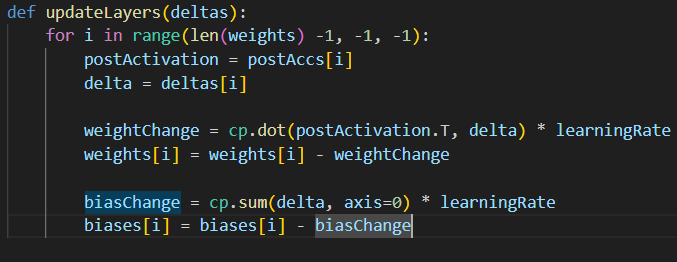 def updateLayers(deltas):
    for i in range(len(weights) -1, -1, -1):
        postActivation = postAccs[i]
        delta = deltas[i]

        weightChange = cp.dot(postActivation.T, delta) * learningRate
        weights[i] = weights[i] - weightChange

        biasChange = cp.sum(delta, axis=0) * learningRate
        biases[i] = biases[i] - biasChange